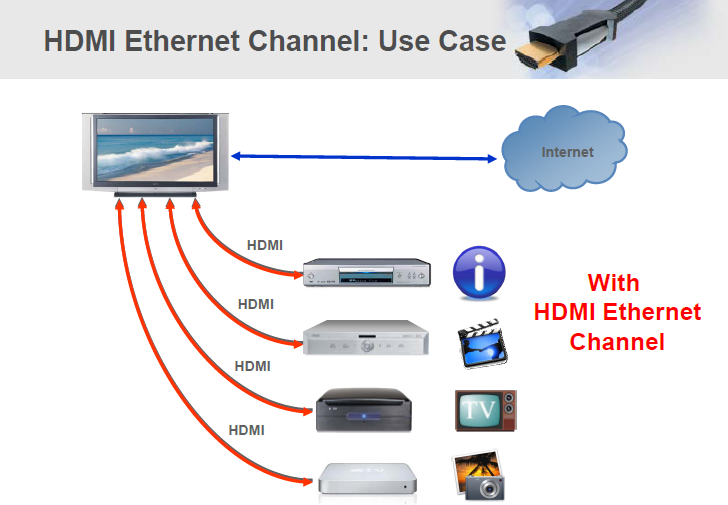 HDMI Ethernet Channel: Use Case
Internet
HDMI
HDMI
HDMI
HDMI
With
HDMI Ethernet
Channel
TV